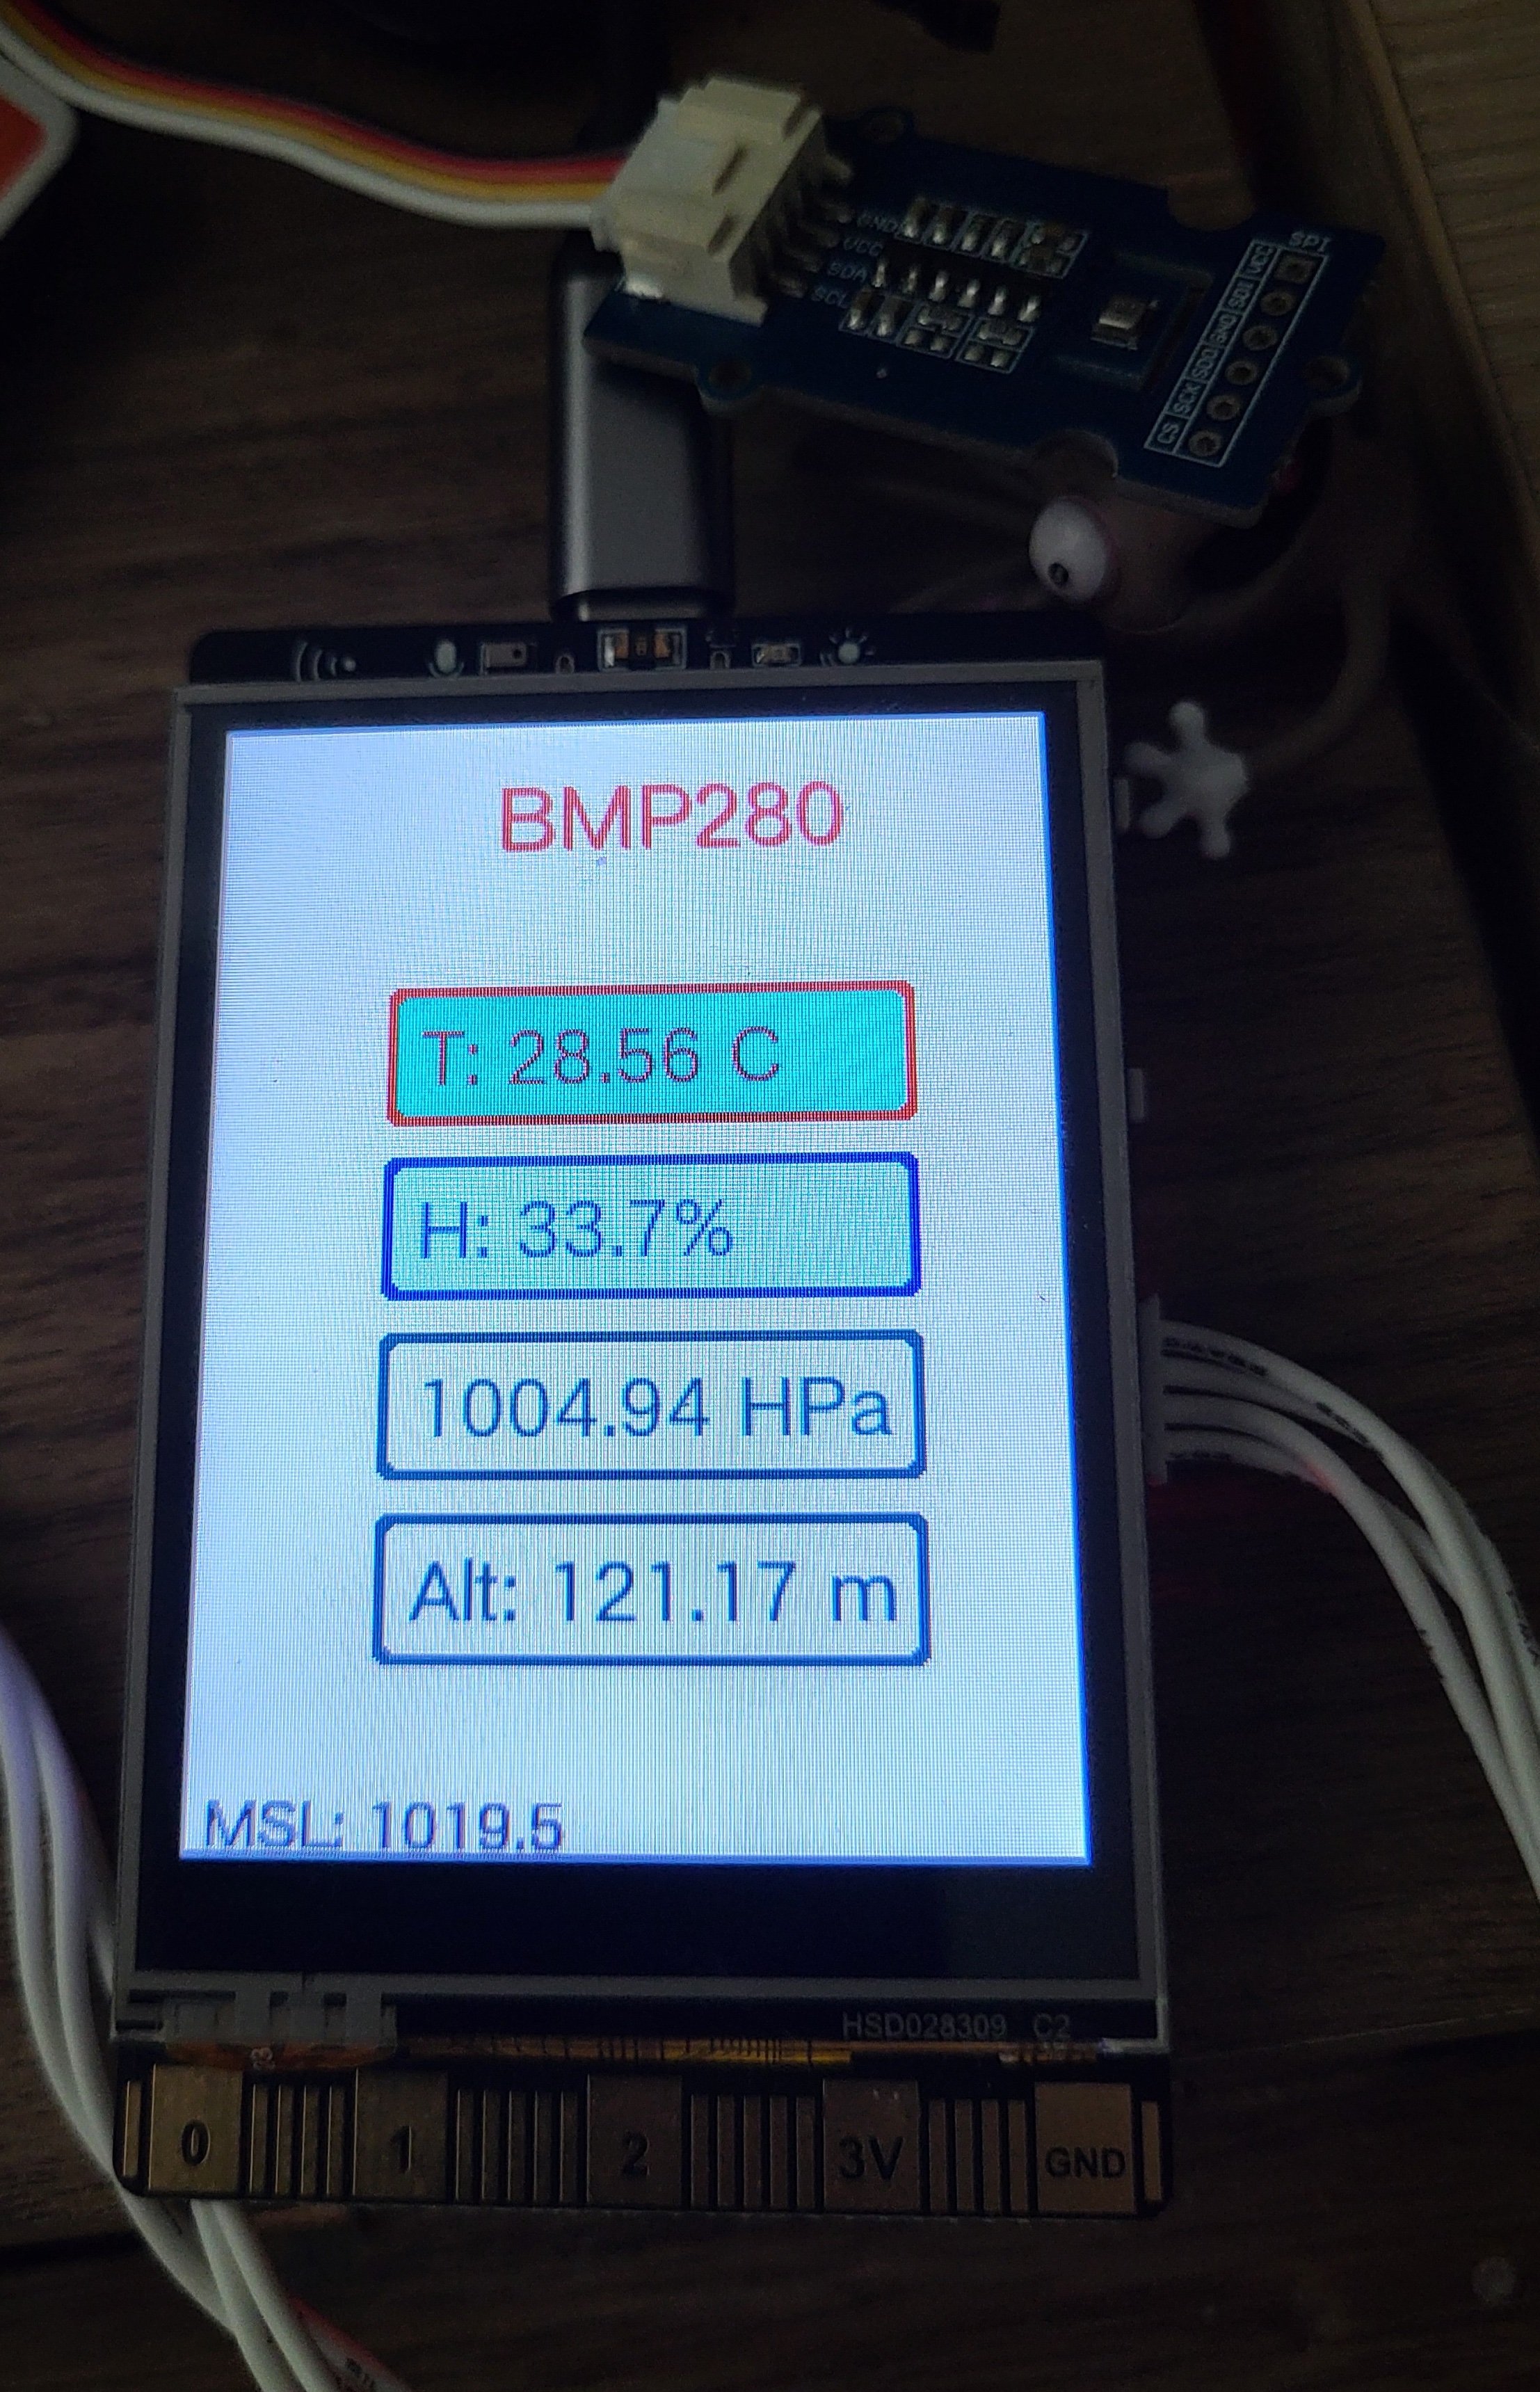 GND
VCC
SDA
SCL
SPI
VCC
SDI
GND
SDO
SCK
CS
BMP280
T: 28.56 C
H: 33.7%
1004.94 HPa
Alt: 121.17 m
MSL: 1019.5
HSD028309 C2
0
1
2
3V
GND